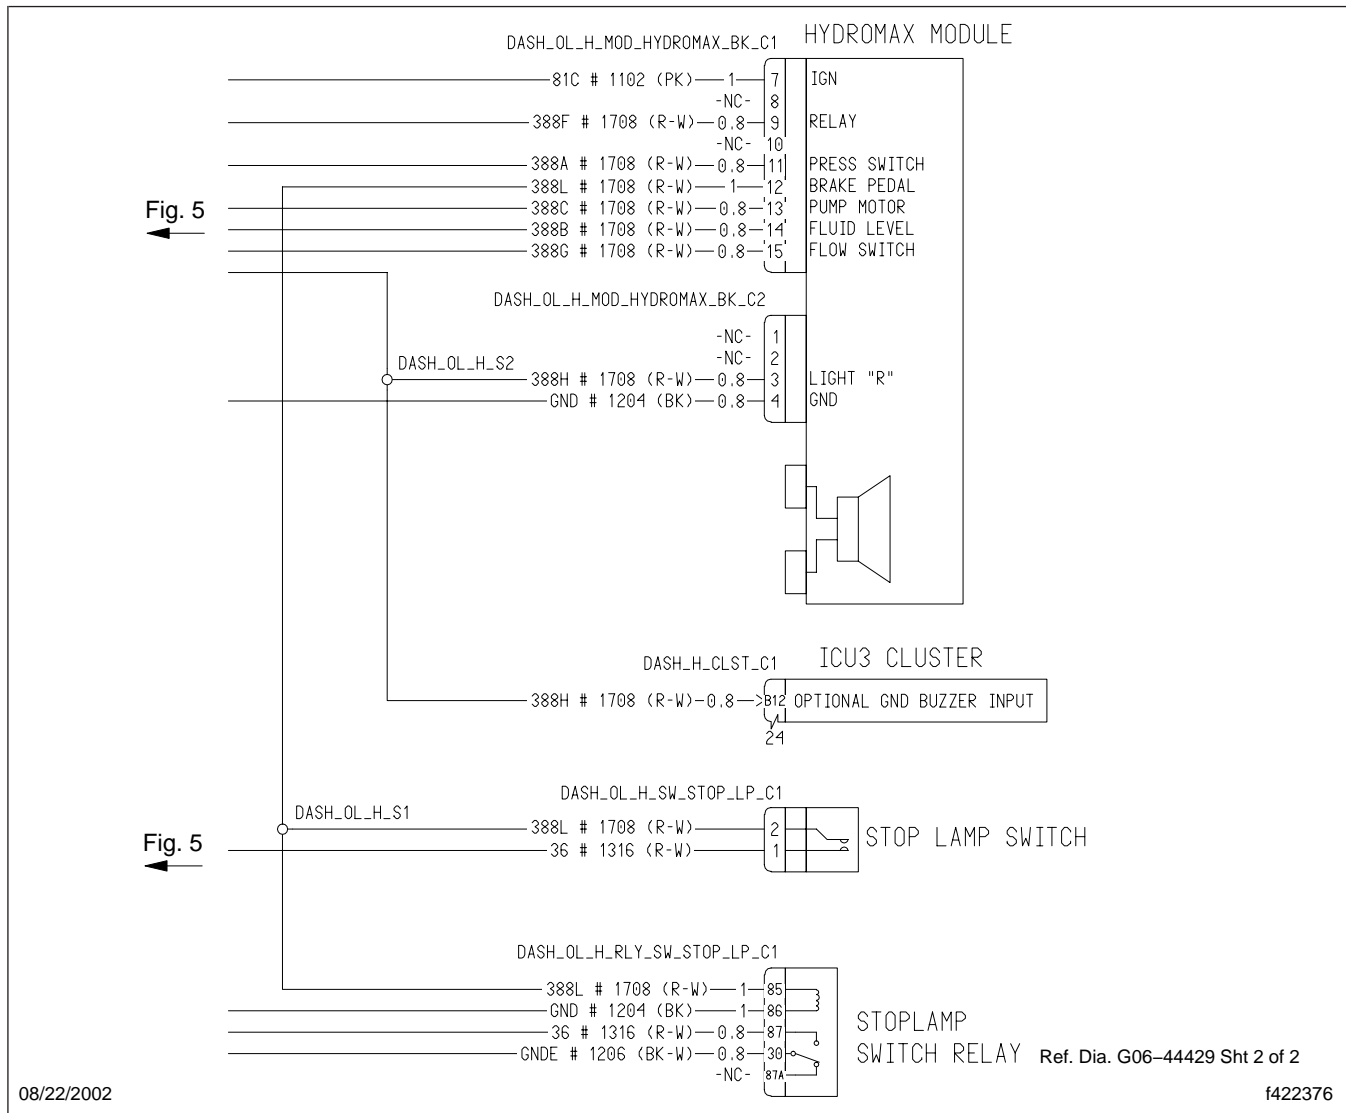 DASH_OL_H_MOD_HYDROMAX_BK_C1 HYDROMAX MODULE
81C # 1102 (PK) 1 7 IGN
-NC- 8
388F # 1708 (R-W) 0.8 9 RELAY
-NC- 10
388A # 1708 (R-W) 0.8 11 PRESS SWITCH
388L # 1708 (R-W) 1 12 BRAKE PEDAL
Fig. 5
388C # 1708 (R-W) 0.8 13 PUMP MOTOR
388B # 1708 (R-W) 0.8 14 FLUID LEVEL
388G # 1708 (R-W) 0.8 15 FLOW SWITCH
DASH_OL_H_MOD_HYDROMAX_BK_C2
-NC- 1
-NC- 2
DASH_OL_H_S2
388H # 1708 (R-W) 0.8 3 LIGHT "R"
GND # 1204 (BK) 0.8 4 GND
DASH_H_CLST_C1 ICU3 CLUSTER
388H # 1708 (R-W) 0.8 B12 OPTIONAL GND BUZZER INPUT
24
DASH_OL_H_SW_STOP_LP_C1
DASH_OL_H_S1
388L # 1708 (R-W) 2
STOP LAMP SWITCH
Fig. 5
36 # 1316 (R-W) 1
DASH_OL_H_RLY_SW_STOP_LP_C1
388L # 1708 (R-W) 1 85
GND # 1204 (BK) 1 86
36 # 1316 (R-W) 0.8 87
GNDE # 1206 (BK-W) 0.8 30
-NC- 87A
STOPLAMP
SWITCH RELAY Ref. Dia. G06–44429 Sht 2 of 2
08/22/2002 f422376